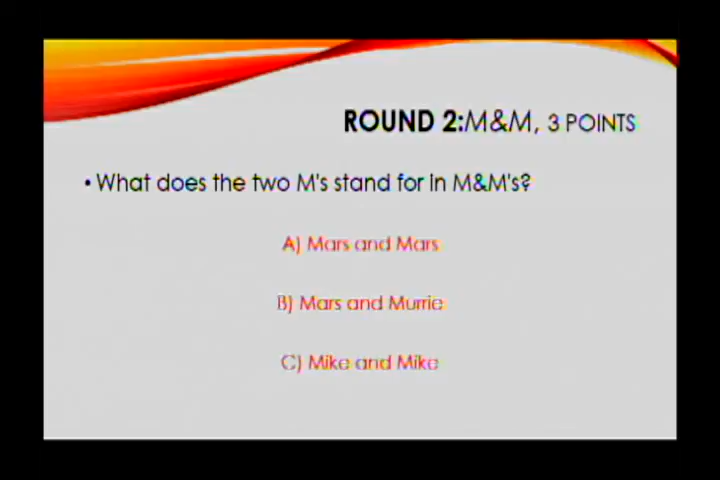 ROUND 2:M&M, 3 POINTS
• What does the two M's stand for in M&M's?
A) Mars and Mars
B) Mars and Murrie
C) Mike and Mike